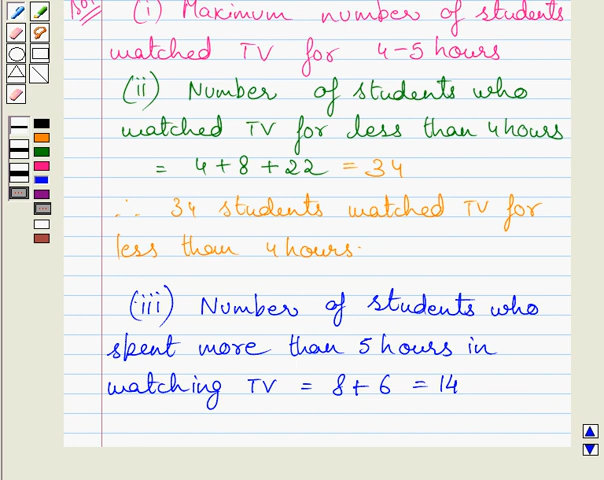 Sol (i) Maximum number of students
watched TV for 4-5 hours
(ii) Number of students who
watched TV for less than 4 hours
= 4 + 8 + 22 = 34
∴ 34 students watched TV for
less than 4 hours.
(iii) Number of students who
spent more than 5 hours in
watching TV = 8 + 6 = 14